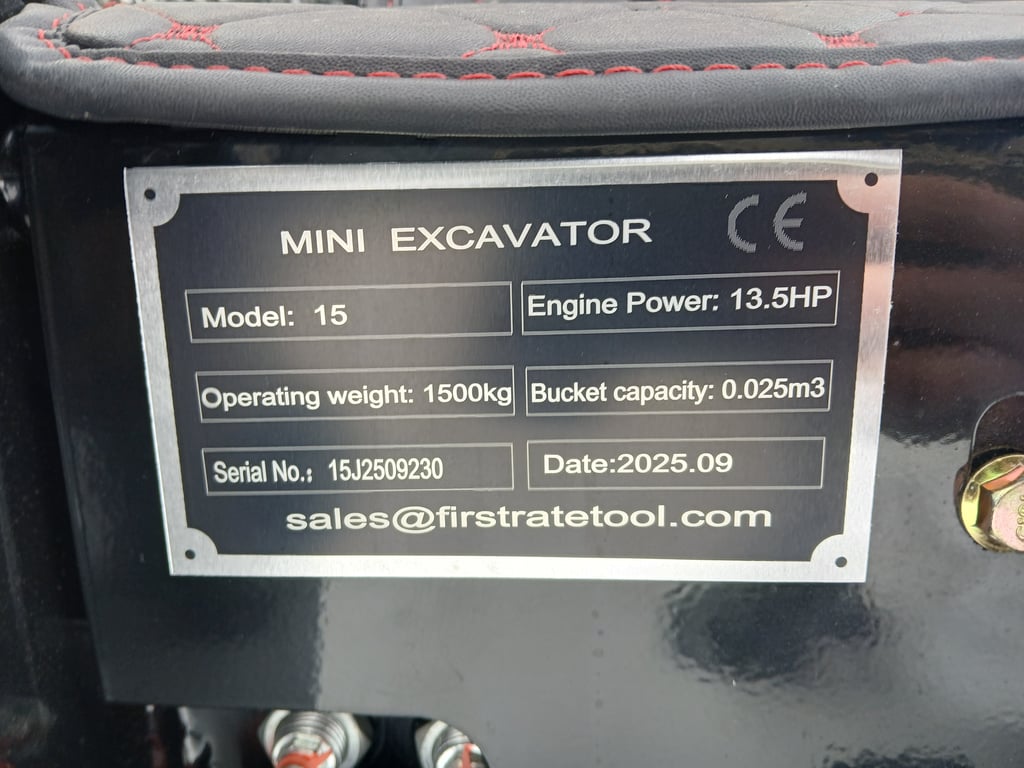 MINI EXCAVATOR CE
Model: 15 Engine Power: 13.5HP
Operating weight: 1500kg Bucket capacity: 0.025m3
Serial No.: 15J2509230 Date:2025.09
sales@firstratetool.com